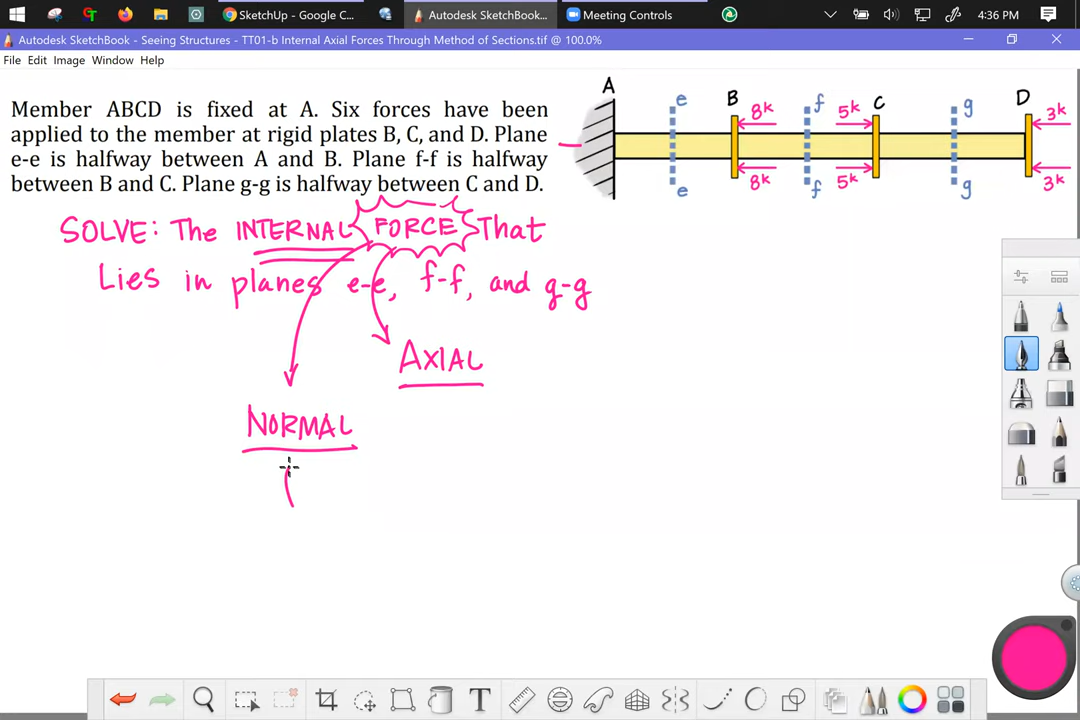 SketchUp - Google C...
Autodesk SketchBook...
Meeting Controls
4:36 PM
Autodesk SketchBook - Seeing Structures - TT01-b Internal Axial Forces Through Method of Sections.tif @ 100.0%
File Edit Image Window Help
Member ABCD is fixed at A. Six forces have been
applied to the member at rigid plates B, C, and D. Plane
e-e is halfway between A and B. Plane f-f is halfway
between B and C. Plane g-g is halfway between C and D.
A
e
B
8k
f
5k
C
g
D
3k
e
8k
f
5k
g
3k
SOLVE: The INTERNAL FORCE That
Lies in planes e-e, f-f, and g-g
AXIAL
NORMAL
T